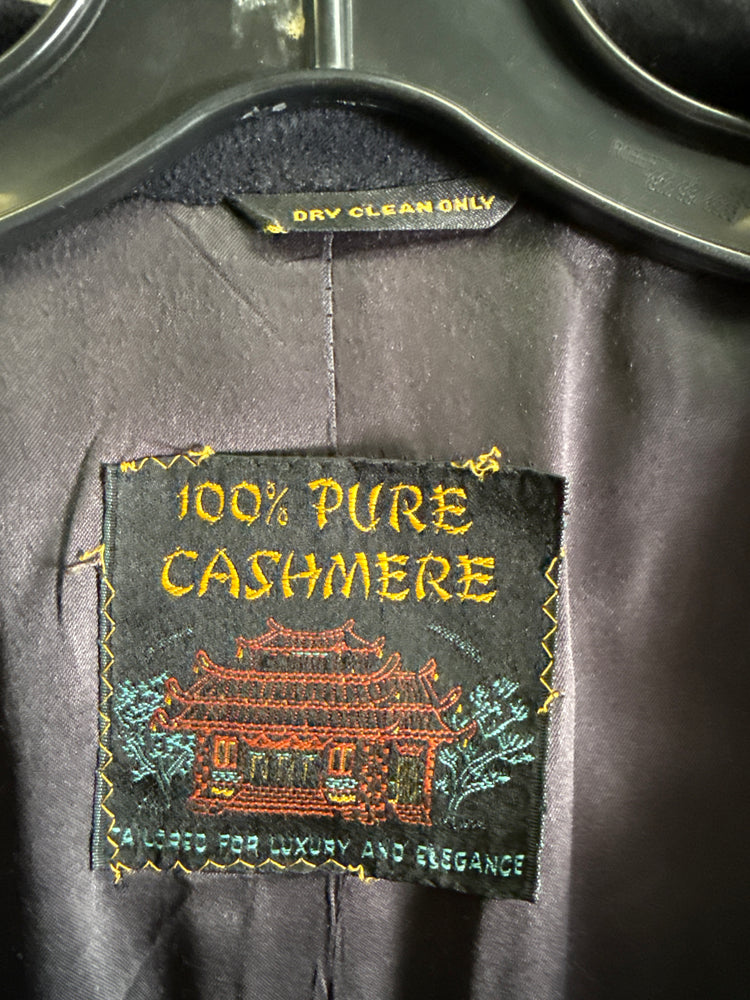 DRY CLEAN ONLY
100% PURE
CASHMERE
TAILORED FOR LUXURY AND ELEGANCE